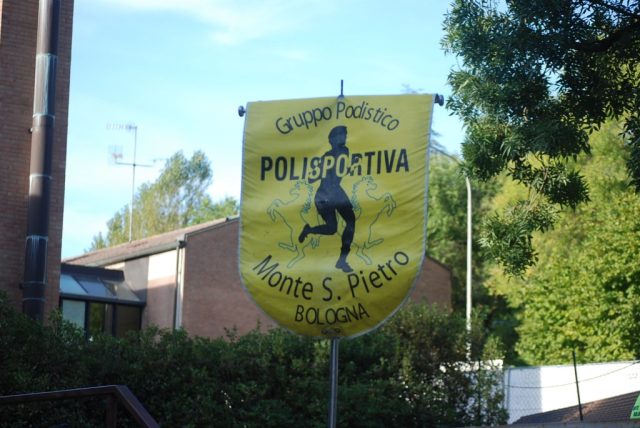 Gruppo Podistico
POLISPORTIVA
Monte S. Pietro
BOLOGNA